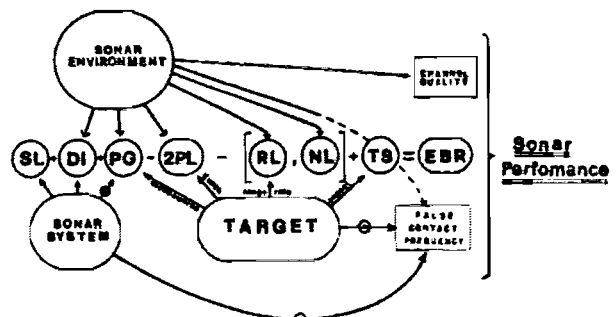 SONAR
ENVIRONMENT
CHANNEL
QUALITY
SL + DI + PG - 2PL - [RL, NL] + TS = EBR
Sonar
Perfomance
SONAR
SYSTEM
TARGET
FALSE
CONTACT
FREQUENCY